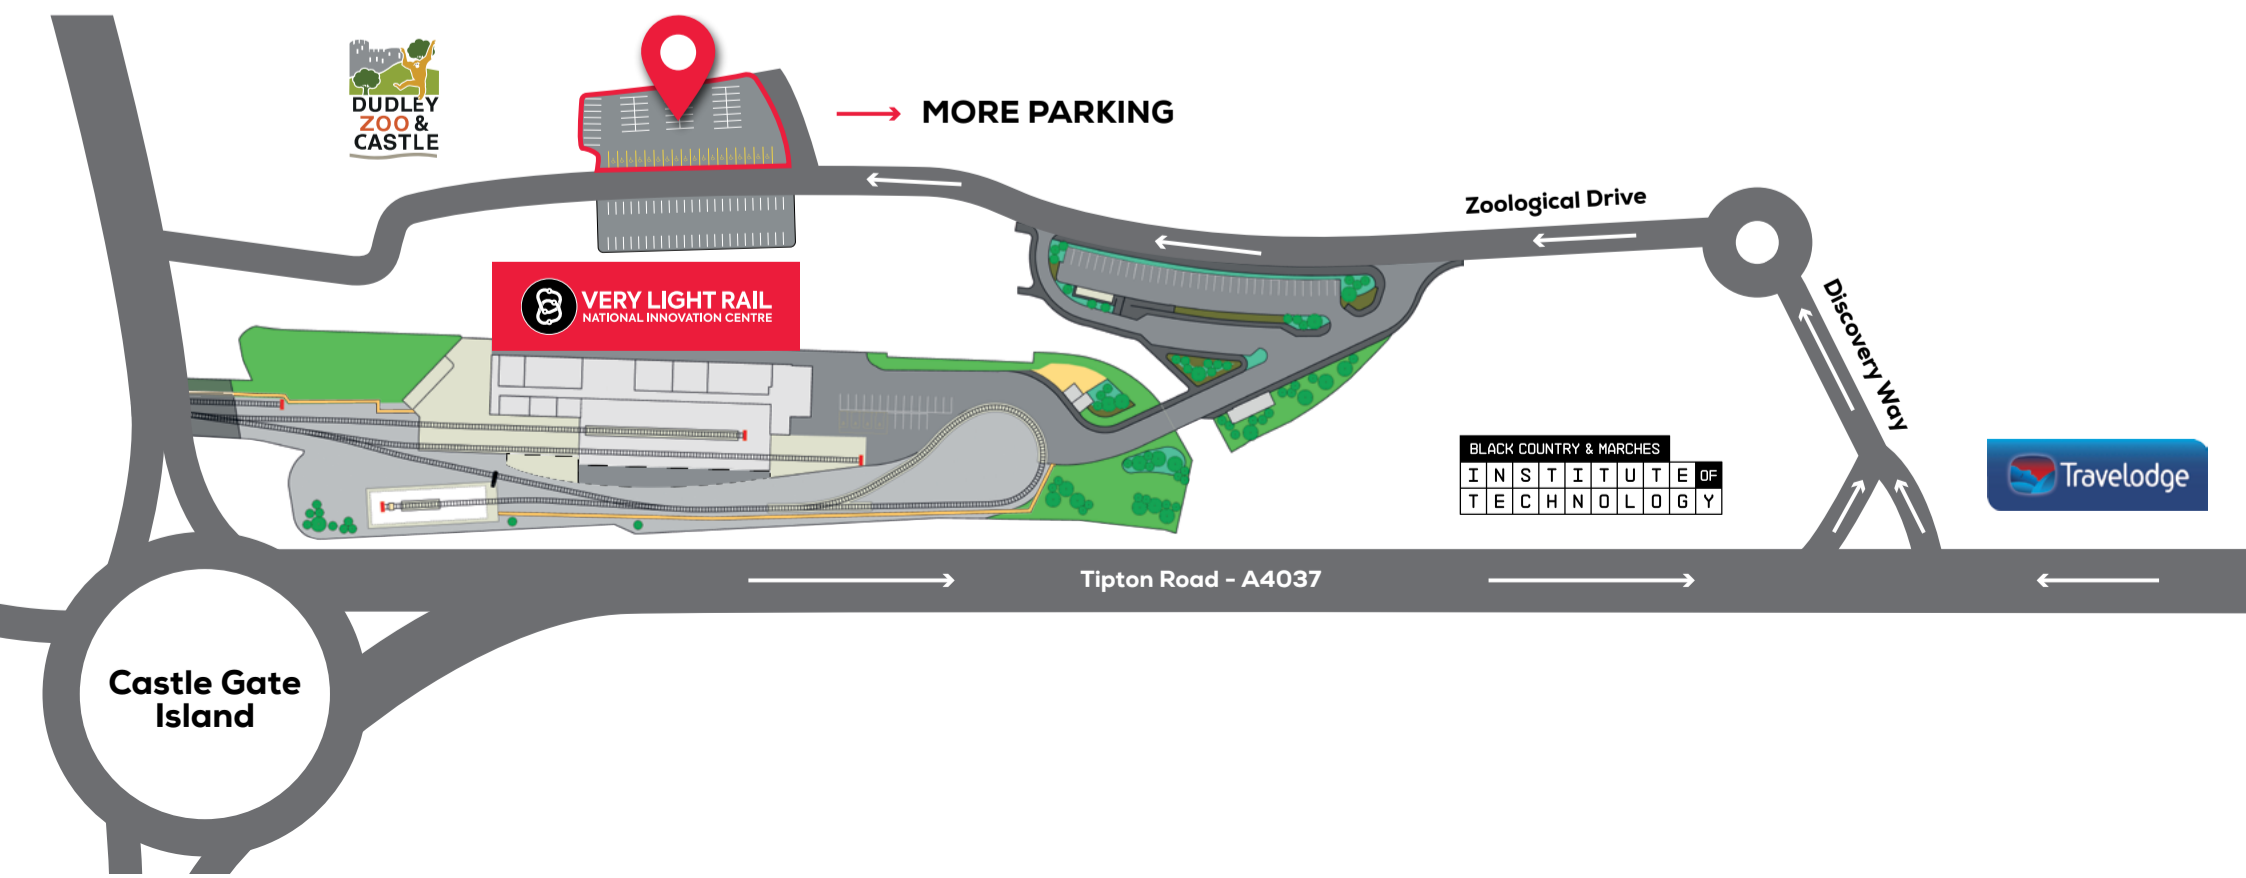 DUDLEY
ZOO &
CASTLE
MORE PARKING
Zoological Drive
VERY LIGHT RAIL
NATIONAL INNOVATION CENTRE
Discovery Way
BLACK COUNTRY & MARCHES
INSTITUTE OF
TECHNOLOGY
Travelodge
Tipton Road - A4037
Castle Gate
Island